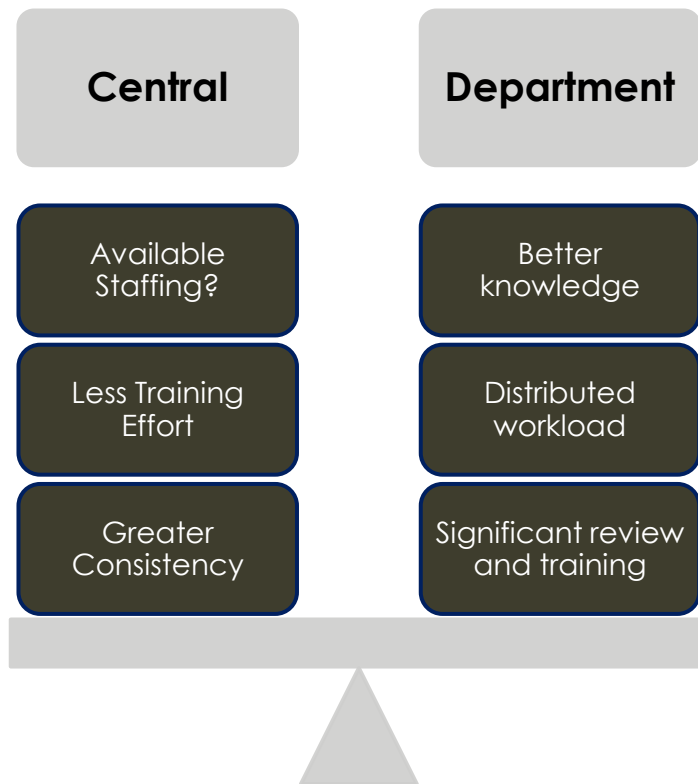 Central
Available
Staffing?
Less Training
Effort
Greater
Consistency
Department
Better
knowledge
Distributed
workload
Significant review
and training